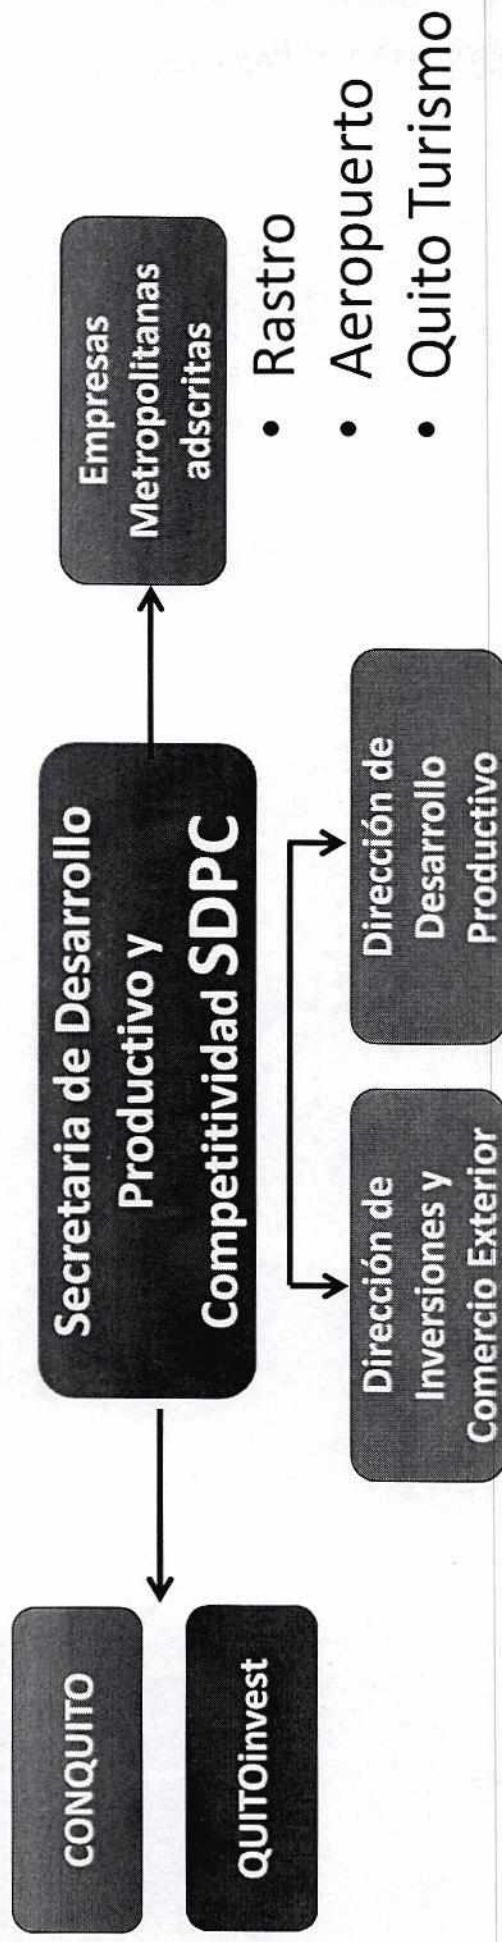 CONQUITO
QUITOinvest
Secretaria de Desarrollo
Productivo y
Competitividad SDPC
Dirección de
Inversiones y
Comercio Exterior
Dirección de
Desarrollo
Productivo
Empresas
Metropolitanas
adscritas
• Rastro
• Aeropuerto
• Quito Turismo